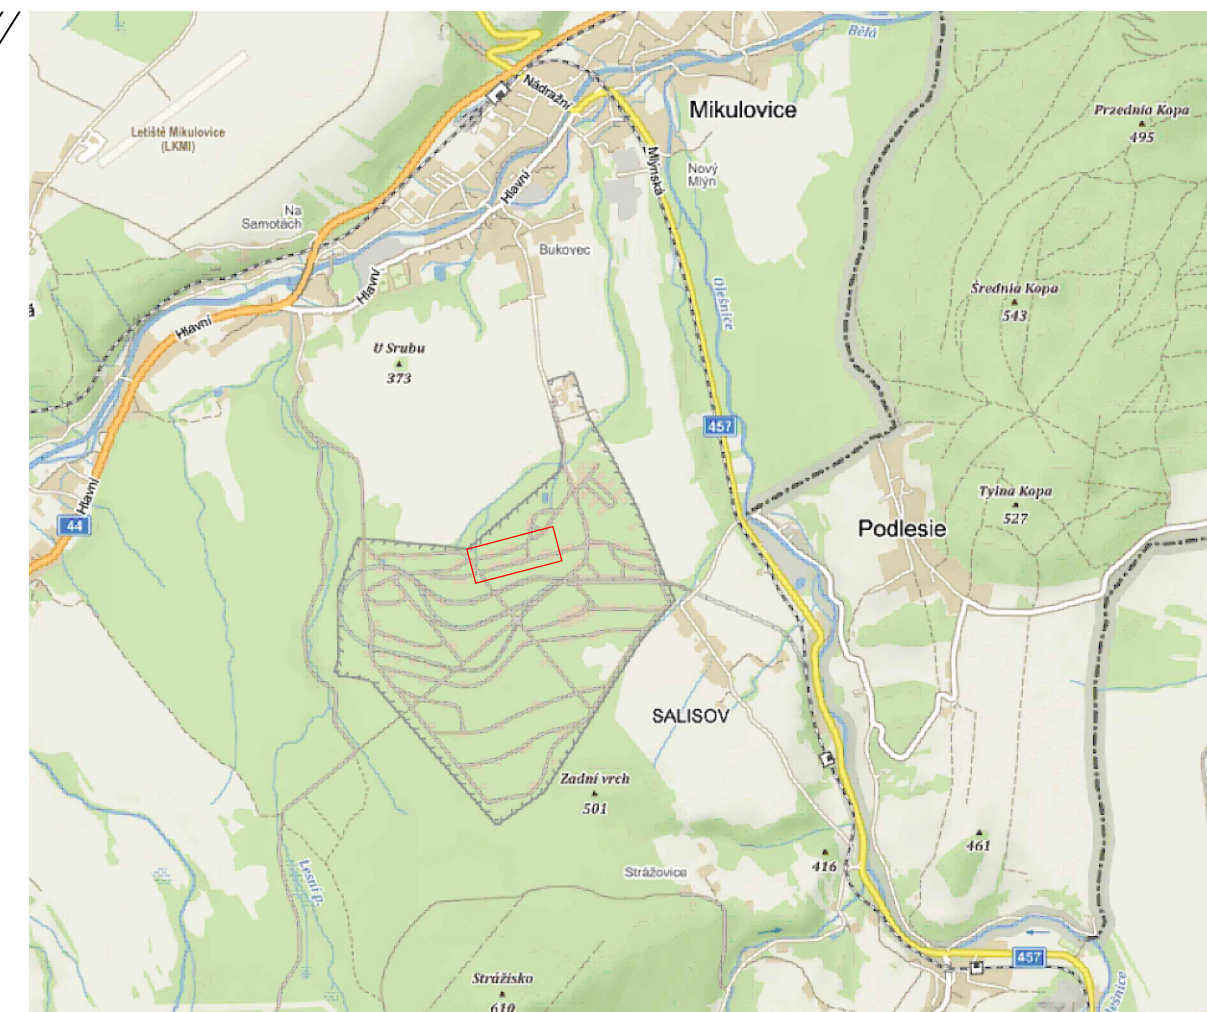 Bělá
Nádražní
Mikulovice
Przednia Kopa
495
Letiště Mikulovice
(LKMI)
Mlýnská
Nový
Mlýn
Hlavní
Na
Samotách
Bukovec
Hlavní
Olešnice
Średnia Kopa
543
Hlavní
U Srubu
373
457
Hlavní
44
Tylna Kopa
527
Podlesie
SALISOV
Zadní vrch
501
461
416
Strážovice
Lesní p.
457
Strážisko
610